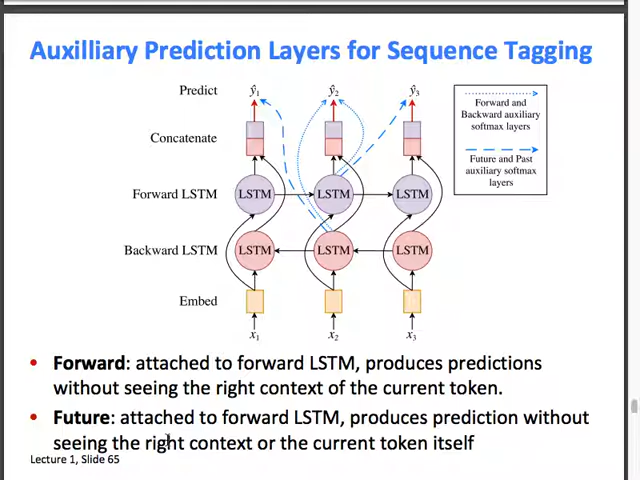 Auxilliary Prediction Layers for Sequence Tagging
Predict ŷ₁ ŷ₂ ŷ₃
Forward and
Backward auxiliary
softmax layers
Future and Past
auxiliary softmax
layers
Concatenate
Forward LSTM LSTM LSTM LSTM
Backward LSTM LSTM LSTM LSTM
Embed
x₁ x₂ x₃
• Forward: attached to forward LSTM, produces predictions
without seeing the right context of the current token.
• Future: attached to forward LSTM, produces prediction without
seeing the right context or the current token itself
Lecture 1, Slide 65